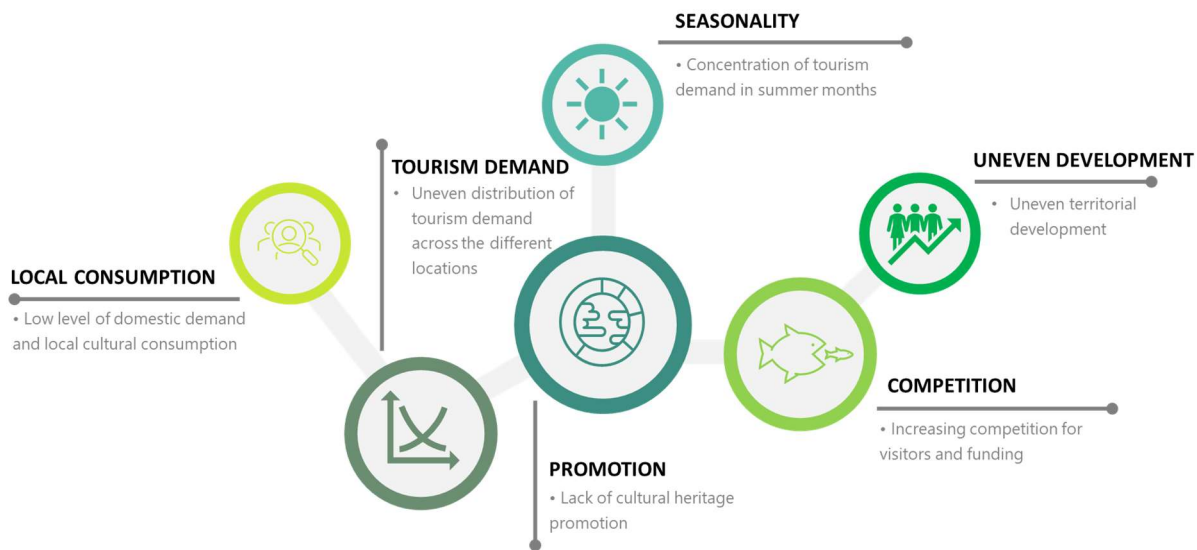 SEASONALITY
• Concentration of tourism
demand in summer months
TOURISM DEMAND
• Uneven distribution of
tourism demand
across the different
locations
UNEVEN DEVELOPMENT
• Uneven territorial
development
LOCAL CONSUMPTION
• Low level of domestic demand
and local cultural consumption
COMPETITION
• Increasing competition for
visitors and funding
PROMOTION
• Lack of cultural heritage
promotion